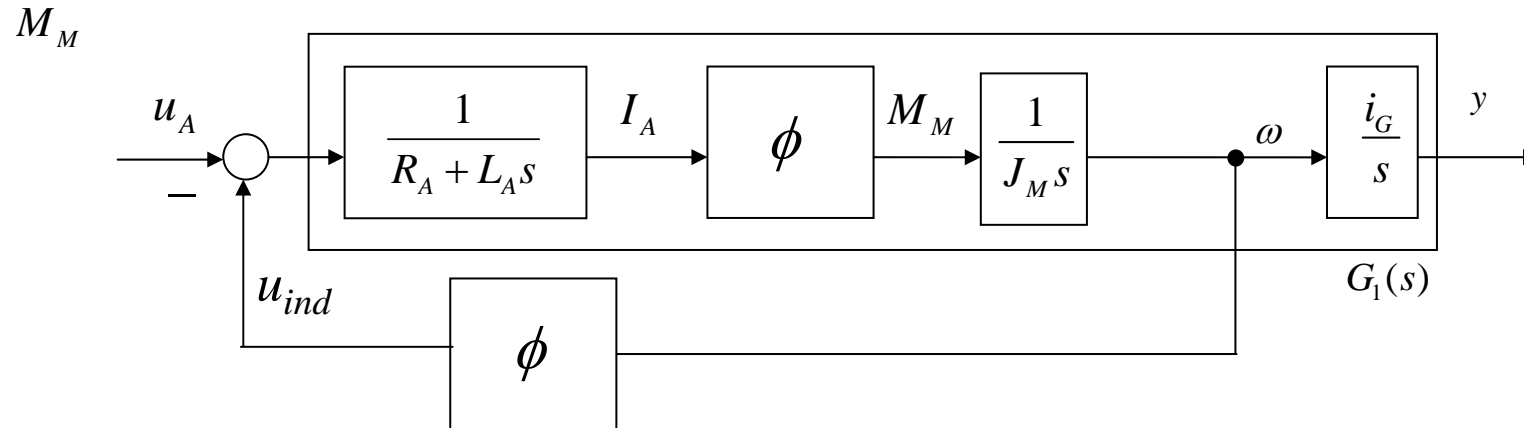 M_M
u_A
−
1
R_A + L_A s
I_A
ϕ
M_M
1
J_M s
ω
i_G
s
y
G_1(s)
u_ind
ϕ